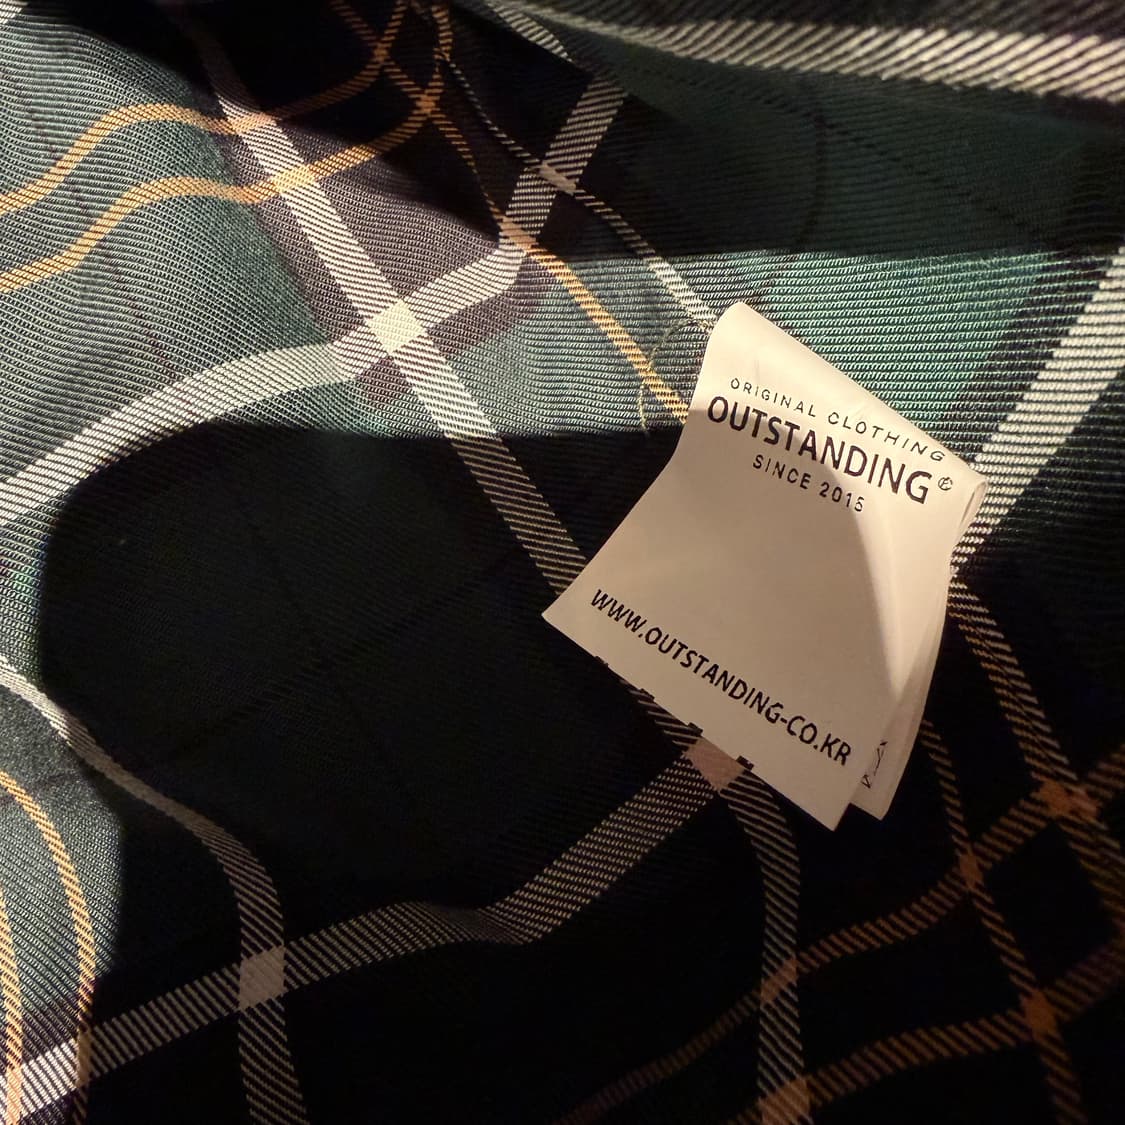 ORIGINAL CLOTHING
OUTSTANDING
SINCE 2015
WWW.OUTSTANDING-CO.KR